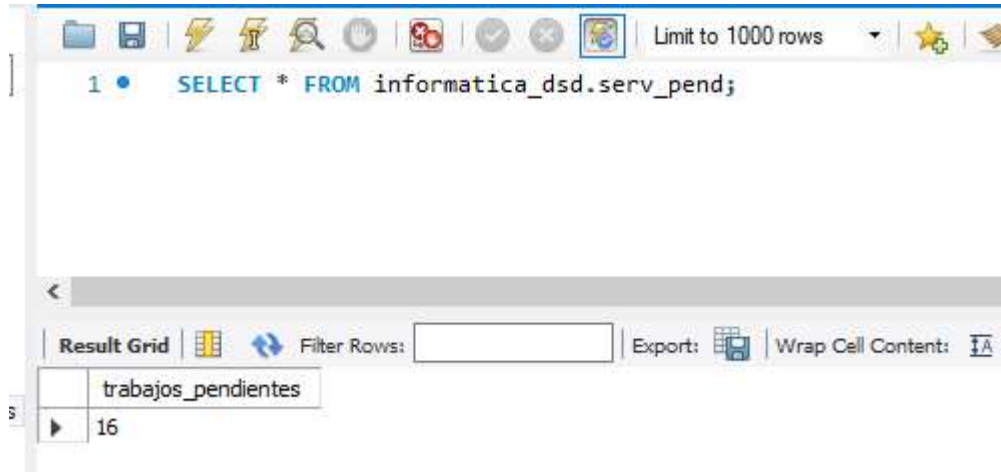 Limit to 1000 rows
1 SELECT * FROM informatica_dsd.serv_pend;
Result Grid Filter Rows: Export: Wrap Cell Content: IA
trabajos_pendientes
16